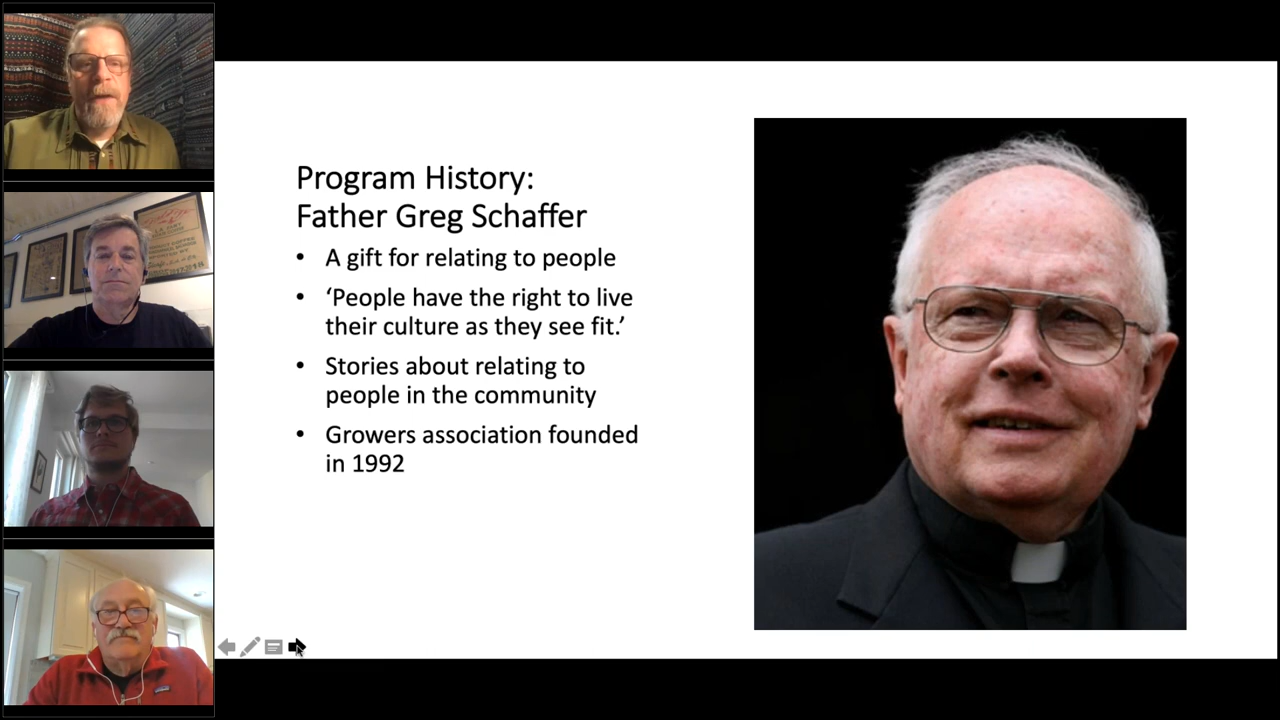 Program History:
Father Greg Schaffer
• A gift for relating to people
• ‘People have the right to live
their culture as they see fit.’
• Stories about relating to
people in the community
• Growers association founded
in 1992